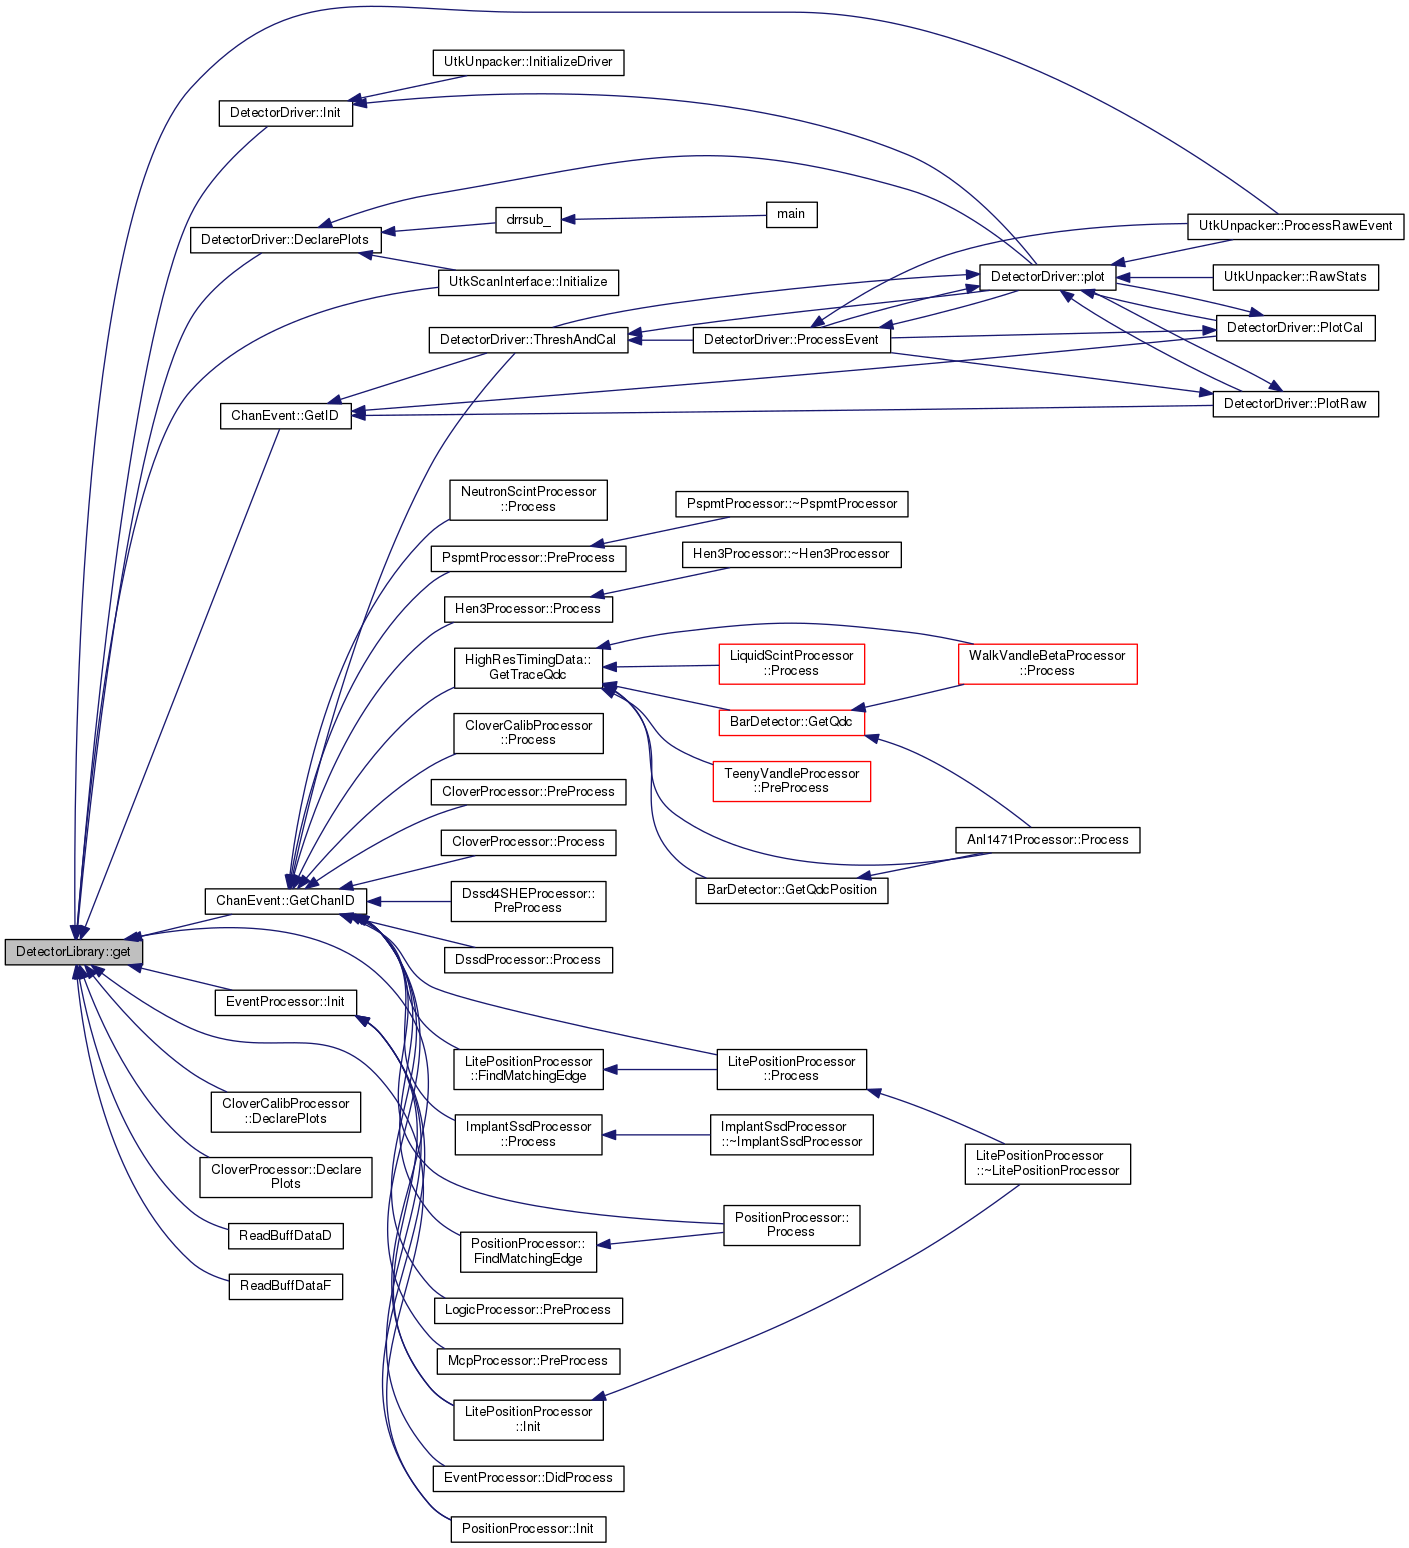 UtkUnpacker::InitializeDriver
DetectorDriver::Init
drrsub_
main
DetectorDriver::DeclarePlots
UtkUnpacker::ProcessRawEvent
UtkScanInterface::Initialize
DetectorDriver::plot
UtkUnpacker::RawStats
DetectorDriver::ThreshAndCal
DetectorDriver::ProcessEvent
DetectorDriver::PlotCal
ChanEvent::GetID
DetectorDriver::PlotRaw
NeutronScintProcessor
::Process
PspmtProcessor::~PspmtProcessor
PspmtProcessor::PreProcess
Hen3Processor::~Hen3Processor
Hen3Processor::Process
HighResTimingData::
GetTraceQdc
LiquidScintProcessor
::Process
WalkVandleBetaProcessor
::Process
BarDetector::GetQdc
CloverCalibProcessor
::Process
TeenyVandleProcessor
::PreProcess
CloverProcessor::PreProcess
CloverProcessor::Process
Anl1471Processor::Process
BarDetector::GetQdcPosition
ChanEvent::GetChanID
Dssd4SHEProcessor::
PreProcess
DetectorLibrary::get
DssdProcessor::Process
EventProcessor::Init
LitePositionProcessor
::FindMatchingEdge
LitePositionProcessor
::Process
CloverCalibProcessor
::DeclarePlots
ImplantSsdProcessor
::Process
ImplantSsdProcessor
::~ImplantSsdProcessor
LitePositionProcessor
::~LitePositionProcessor
CloverProcessor::Declare
Plots
ReadBuffDataD
PositionProcessor::
FindMatchingEdge
PositionProcessor::
Process
ReadBuffDataF
LogicProcessor::PreProcess
McpProcessor::PreProcess
LitePositionProcessor
::Init
EventProcessor::DidProcess
PositionProcessor::Init